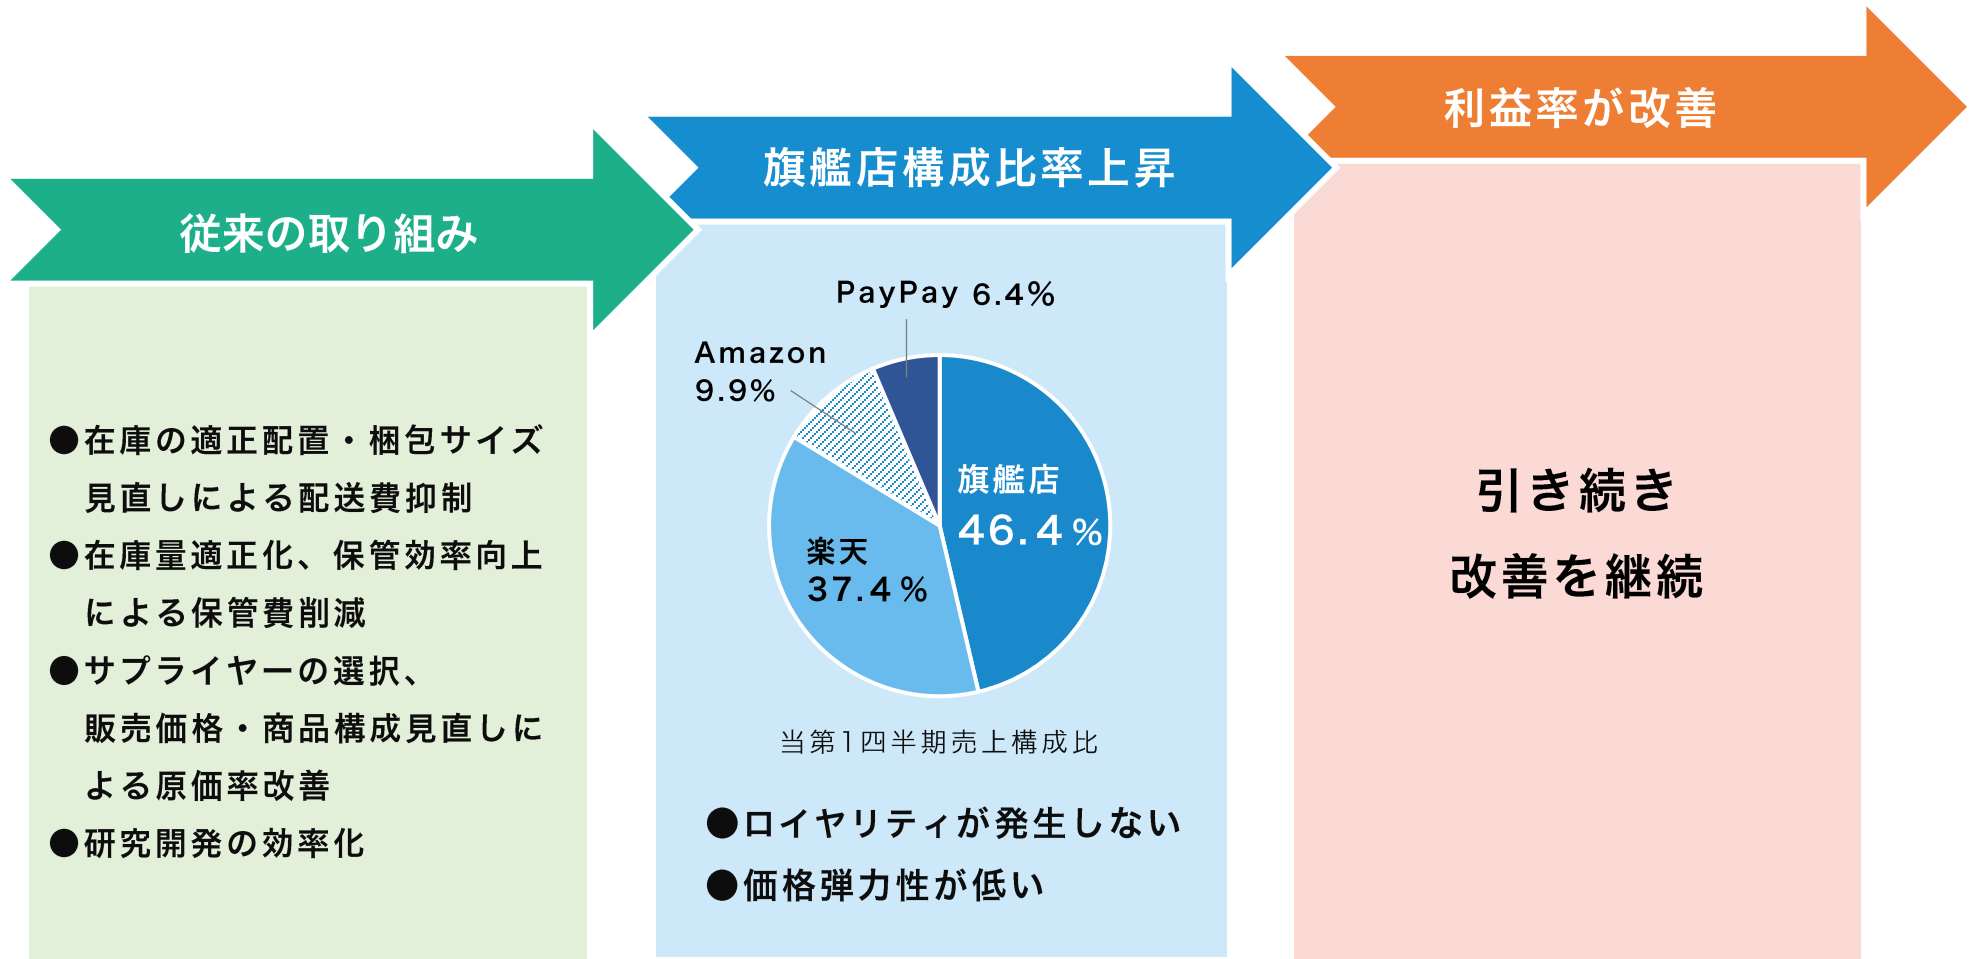 従来の取り組み
●在庫の適正配置・梱包サイズ
見直しによる配送費抑制
●在庫量適正化、保管効率向上
による保管費削減
●サプライヤーの選択、
販売価格・商品構成見直しに
よる原価率改善
●研究開発の効率化
旗艦店構成比率上昇
PayPay 6.4%
Amazon
9.9%
旗艦店
46.4%
楽天
37.4%
当第1四半期売上構成比
●ロイヤリティが発生しない
●価格弾力性が低い
利益率が改善
引き続き
改善を継続